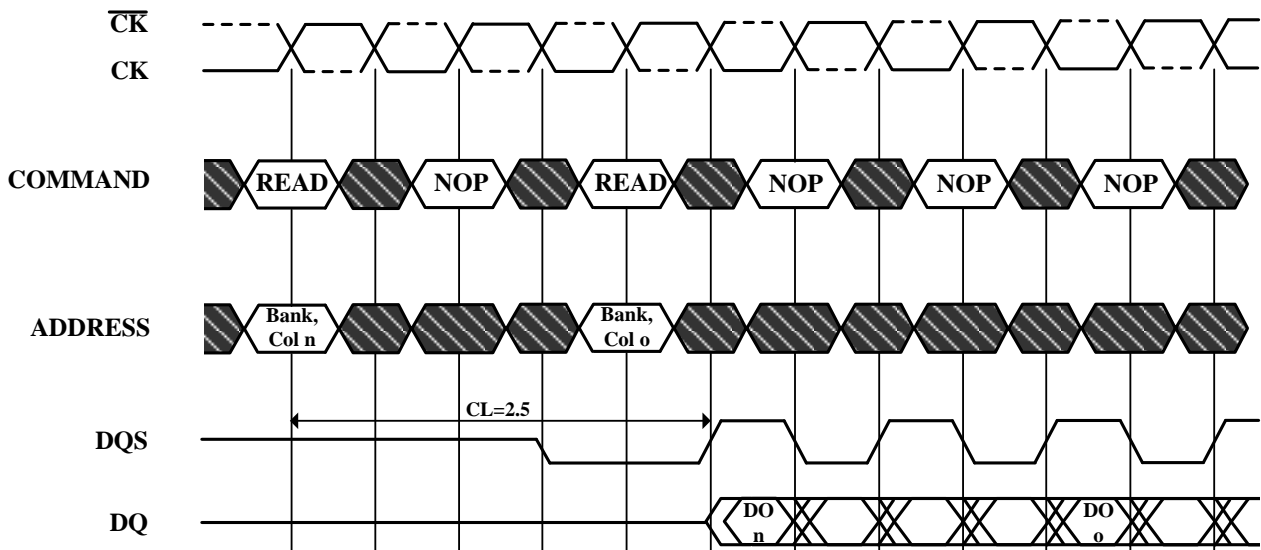 CK
CK
COMMAND
READ
NOP
READ
NOP
NOP
NOP
ADDRESS
Bank,
Col n
Bank,
Col o
CL=2.5
DQS
DQ
DO
n
DO
o